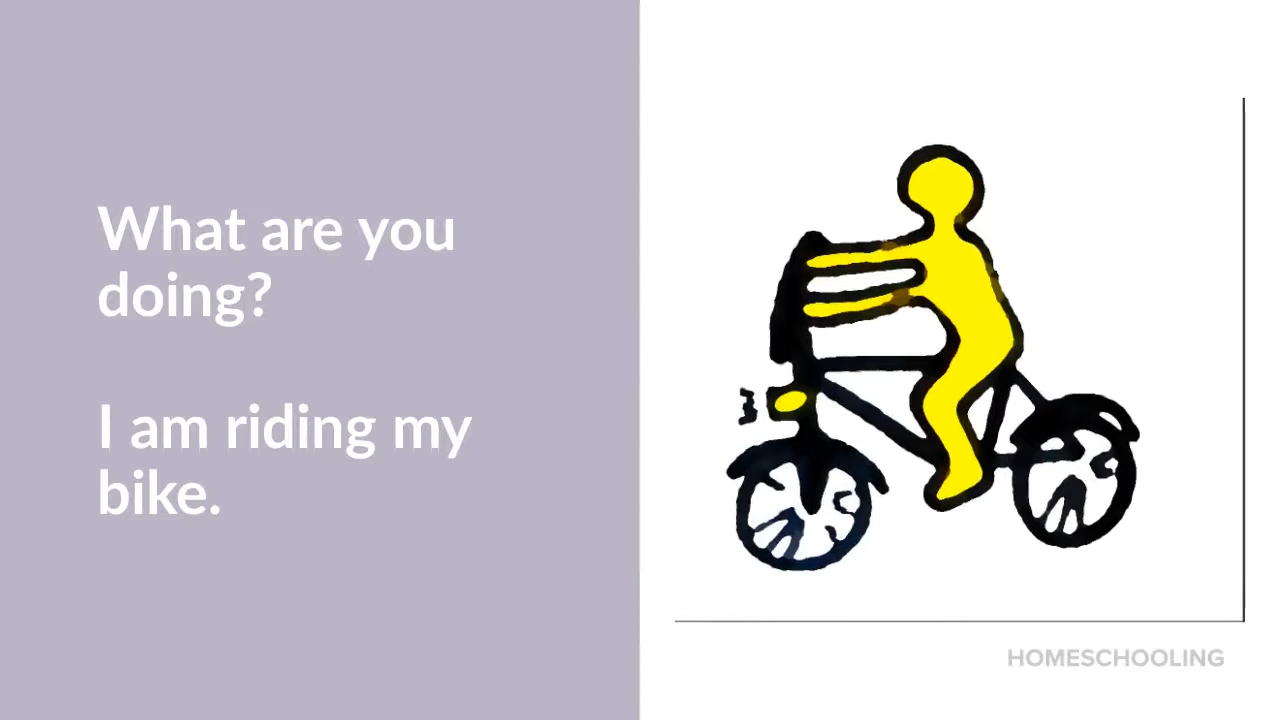 What are you
doing?
I am riding my
bike.
HOMESCHOOLING